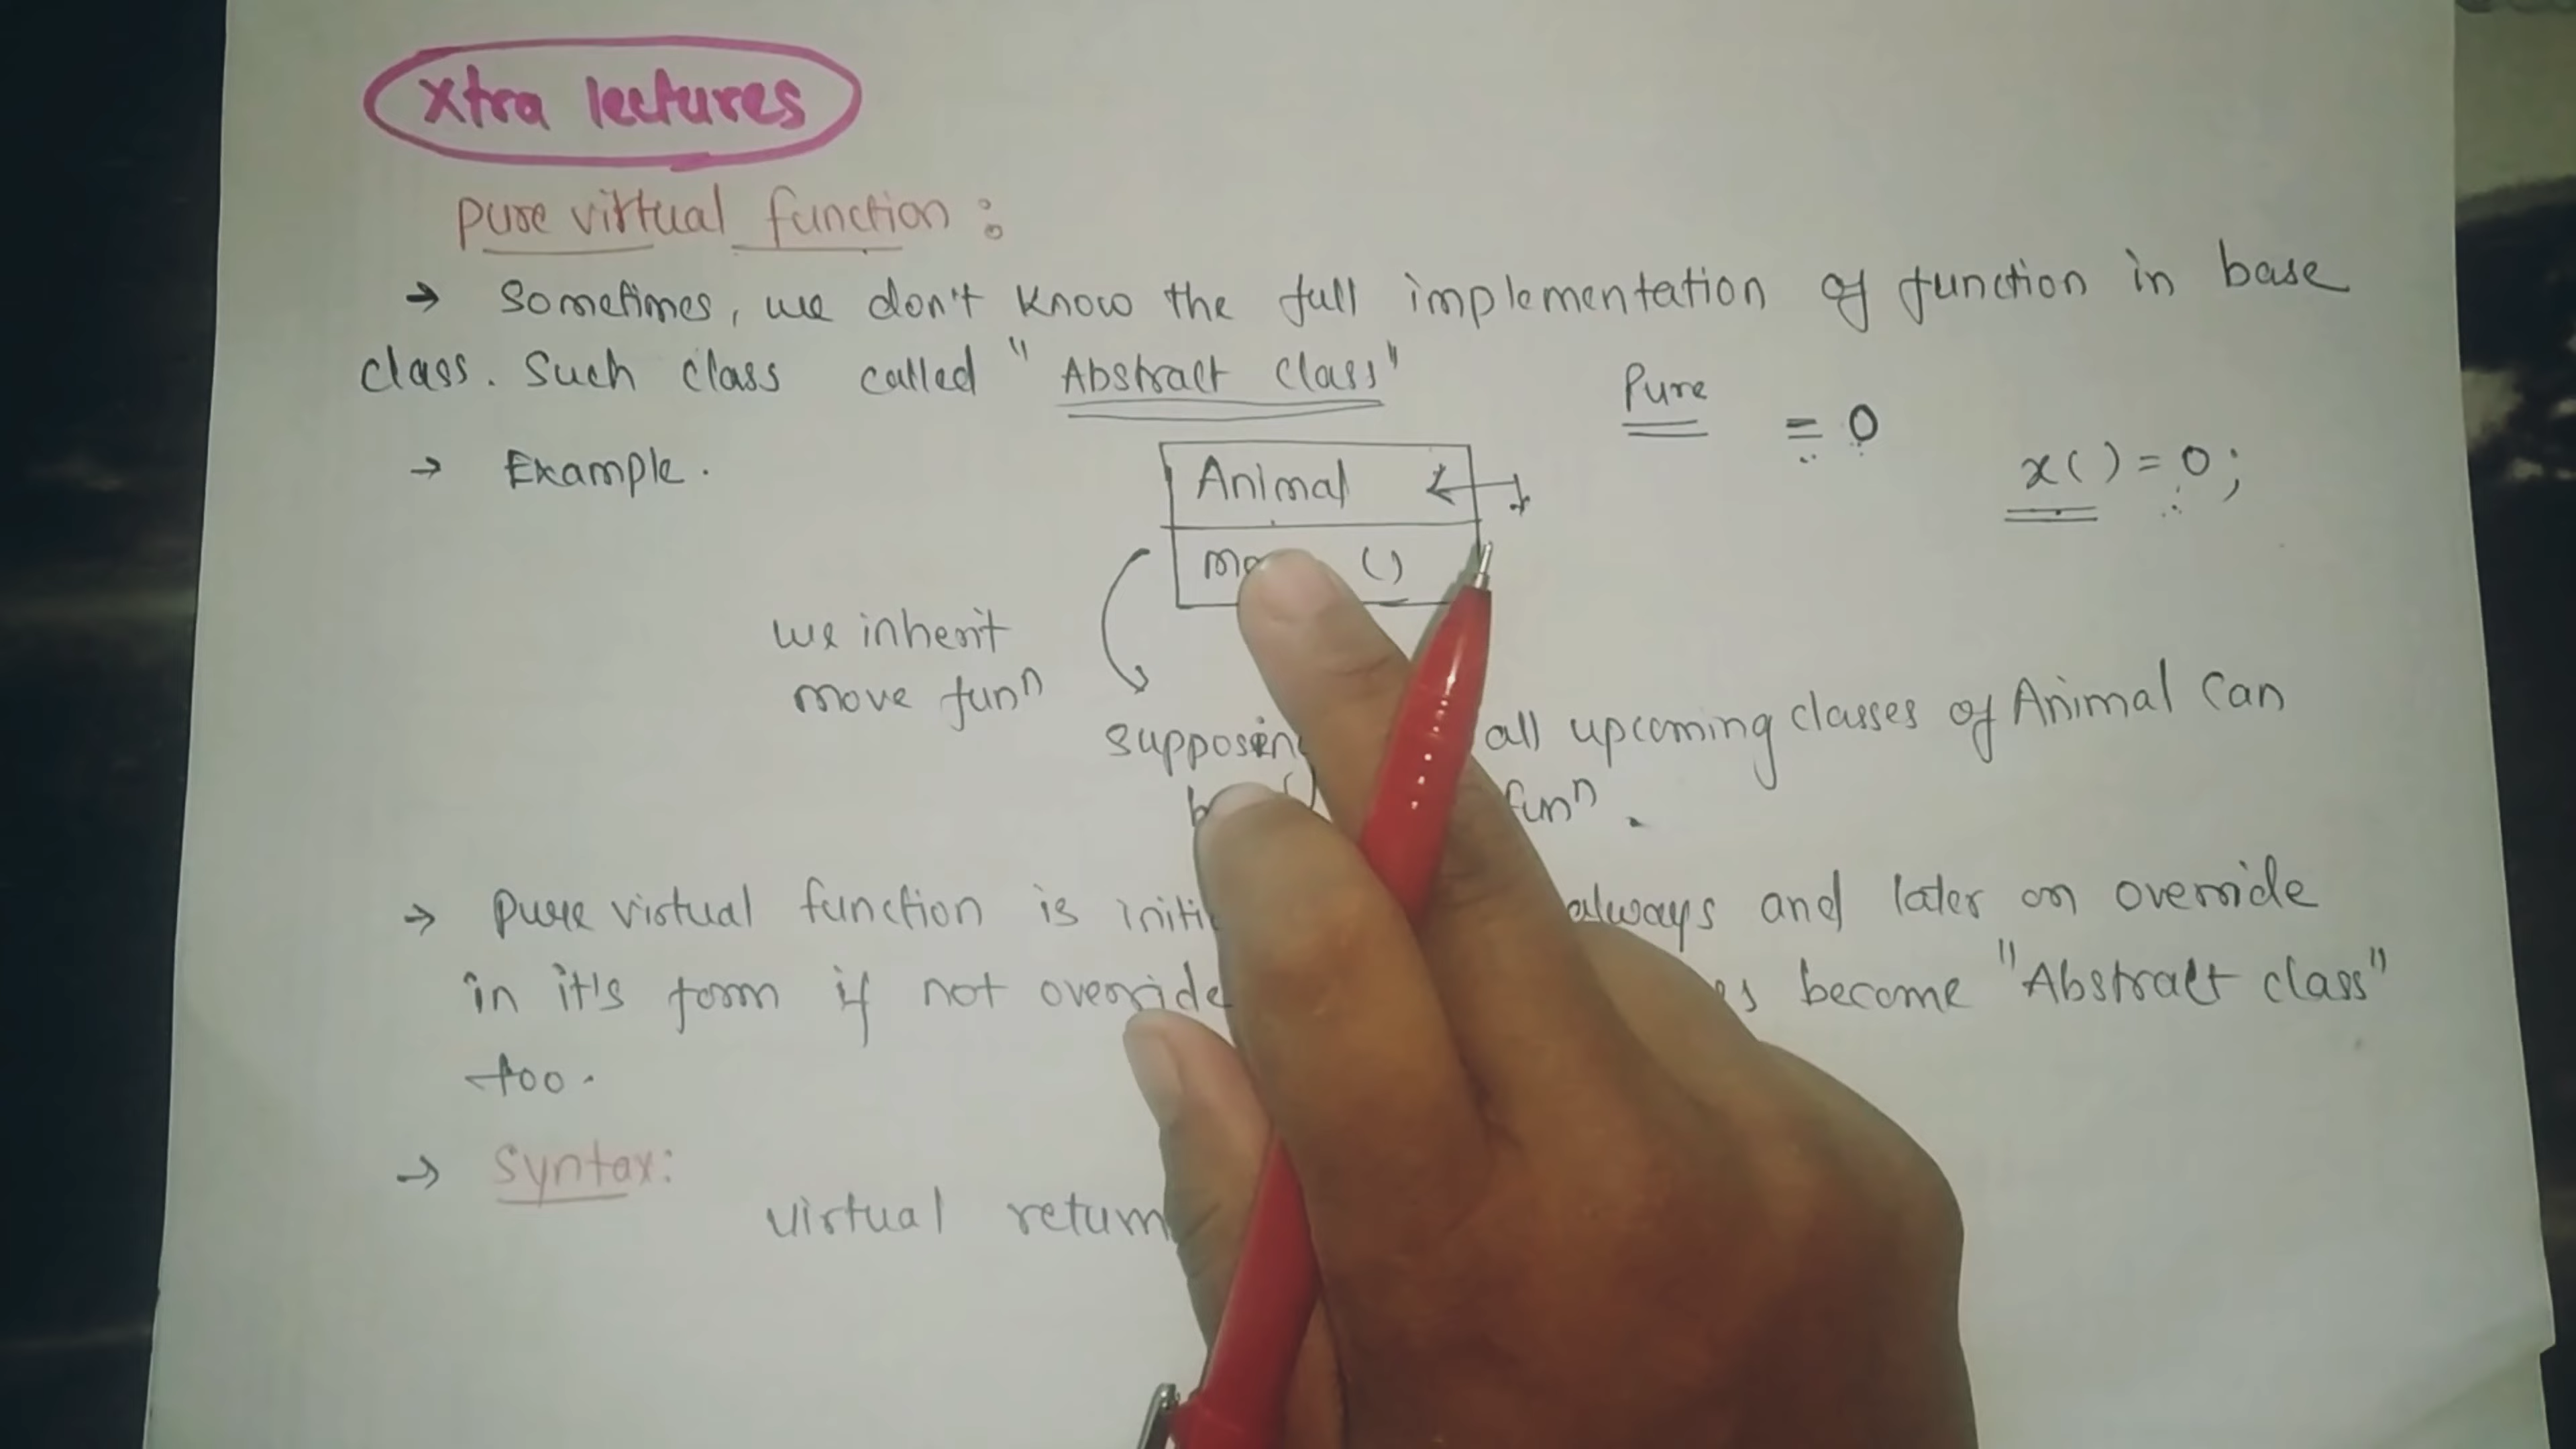 xtra lectures
pure virtual function :
→ Sometimes, we don't know the full implementation of function in base
class. Such class called "Abstract class"
Pure = 0
x() = 0;
→ Example.
Animal
()
we inherit
move funⁿ
all upcoming classes of Animal can
funⁿ.
→ pure virtual function is always and later on override
in it's form if not override become "Abstract class"
too.
→ Syntax:
virtual return